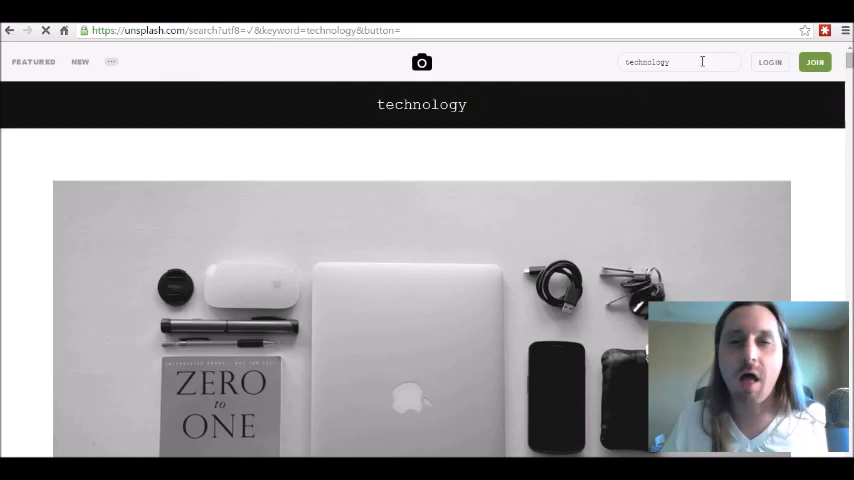 https://unsplash.com/search?utf8=√&keyword=technology&button=
FEATURED NEW technology LOGIN JOIN
technology
ZERO
to
ONE